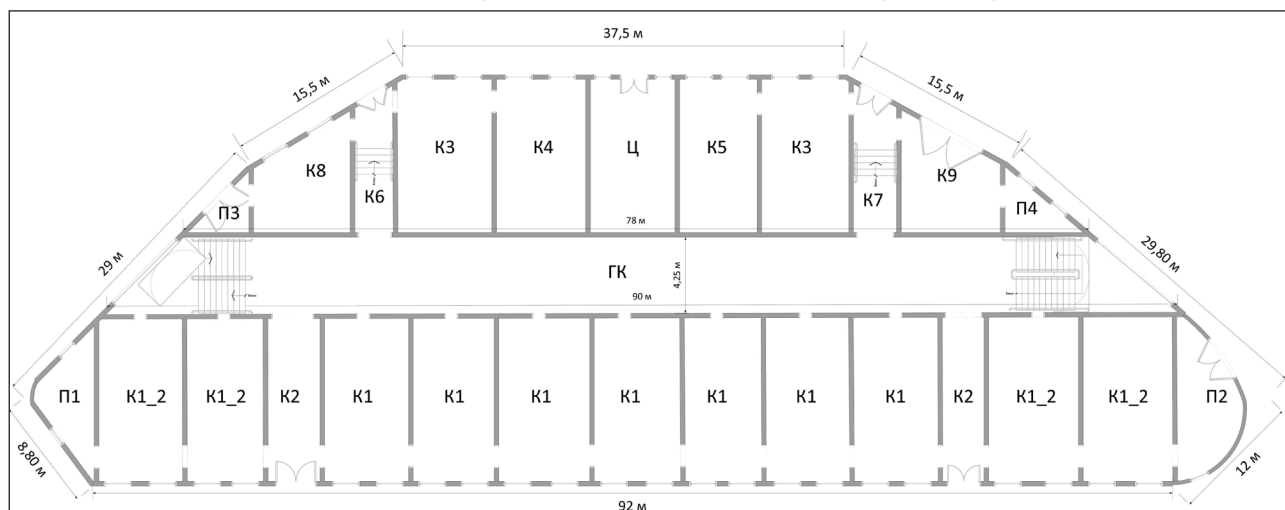 37,5 м
15,5 м
15,5 м
К3
К4
Ц
К5
К3
К8
К9
К6
К7
П3
П4
78 м
29 м
29,80 м
ГК
4,25 м
90 м
П1
К1_2
К1_2
К2
К1
К1
К1
К1
К1
К1
К1
К2
К1_2
К1_2
П2
8,80 м
12 м
92 м